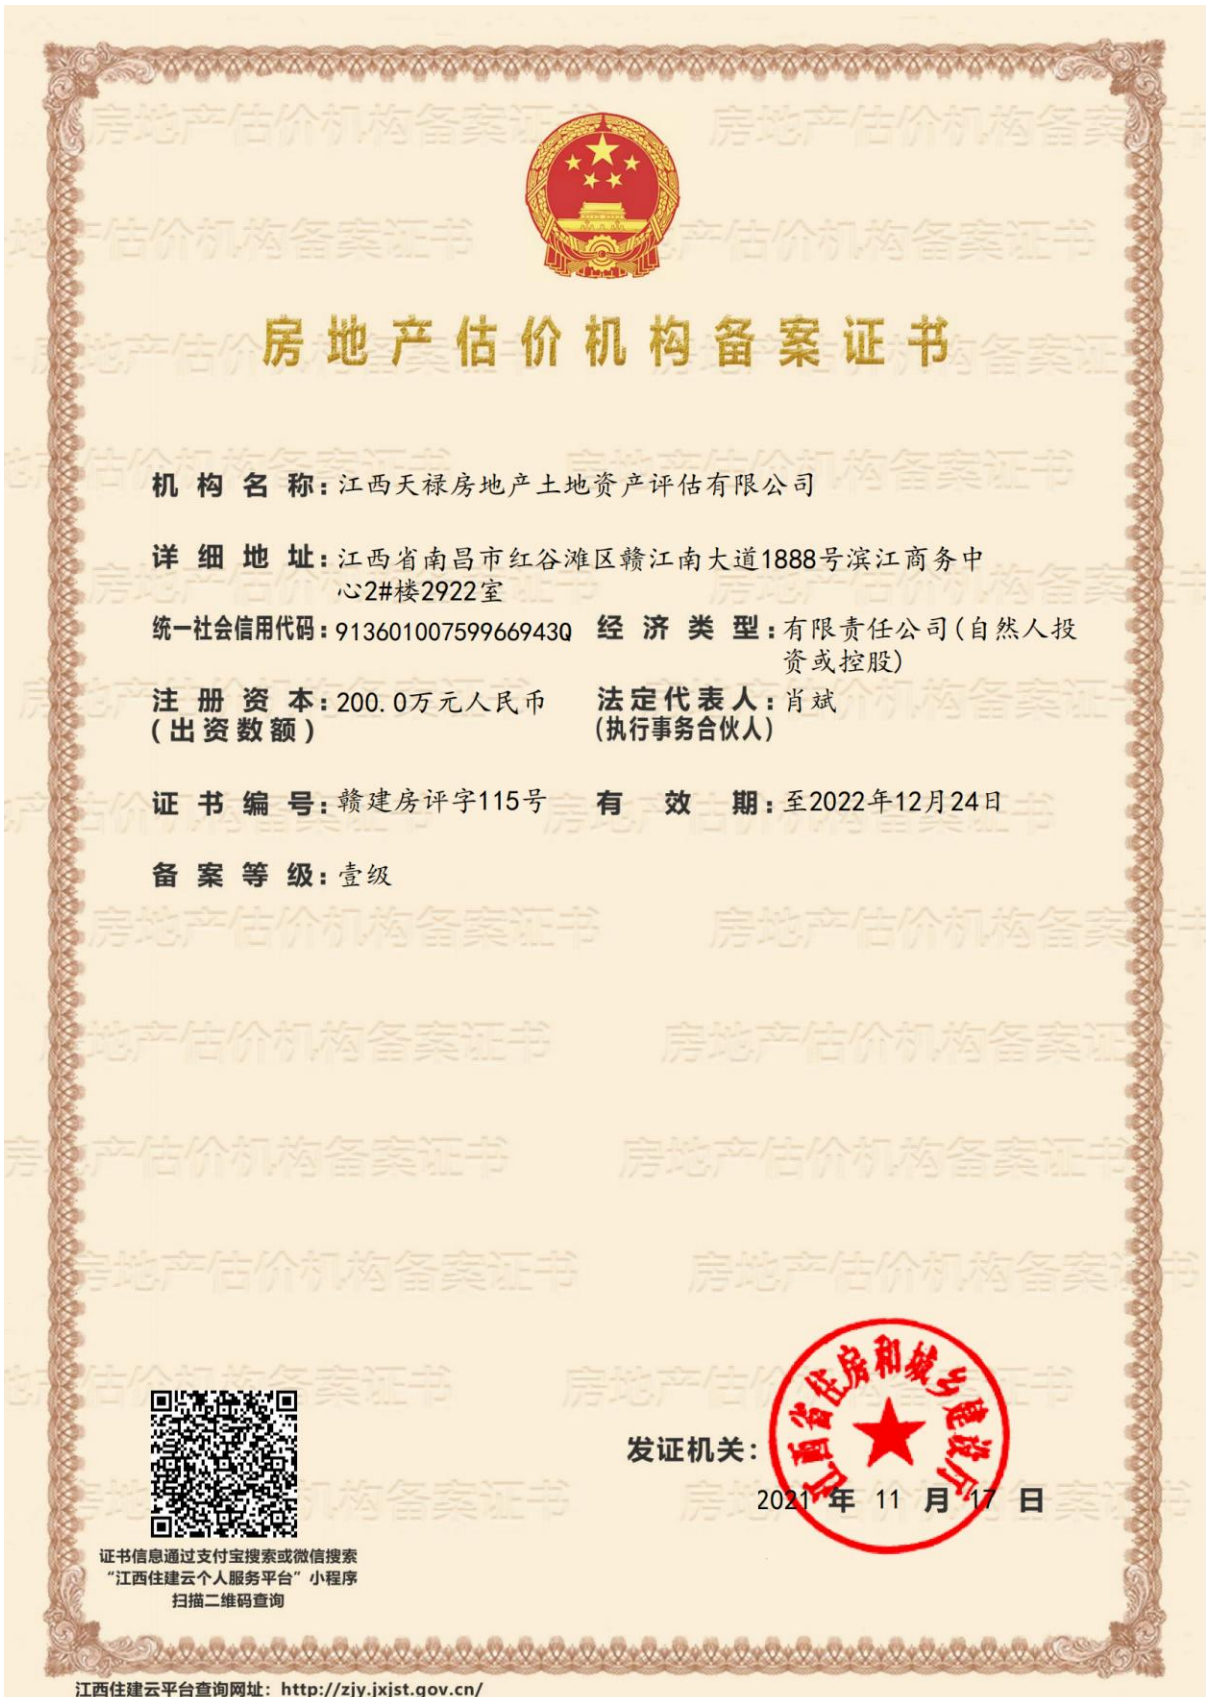 房地产估价机构备案证书
机构名称：江西天禄房地产土地资产评估有限公司
详细地址：江西省南昌市红谷滩区赣江南大道1888号滨江商务中
心2#楼2922室
统一社会信用代码：91360100759966943Q 经济类型：有限责任公司(自然人投
资或控股)
注册资本：200.0万元人民币 法定代表人：肖斌
(出资数额) (执行事务合伙人)
证书编号：赣建房评字115号 有效期：至2022年12月24日
备案等级：壹级
江西省住房和城乡建设厅
发证机关：
2021 年 11 月 17 日
证书信息通过支付宝搜索或微信搜索
“江西住建云个人服务平台”小程序
扫描二维码查询
江西住建云平台查询网址：http://zjy.jxjst.gov.cn/